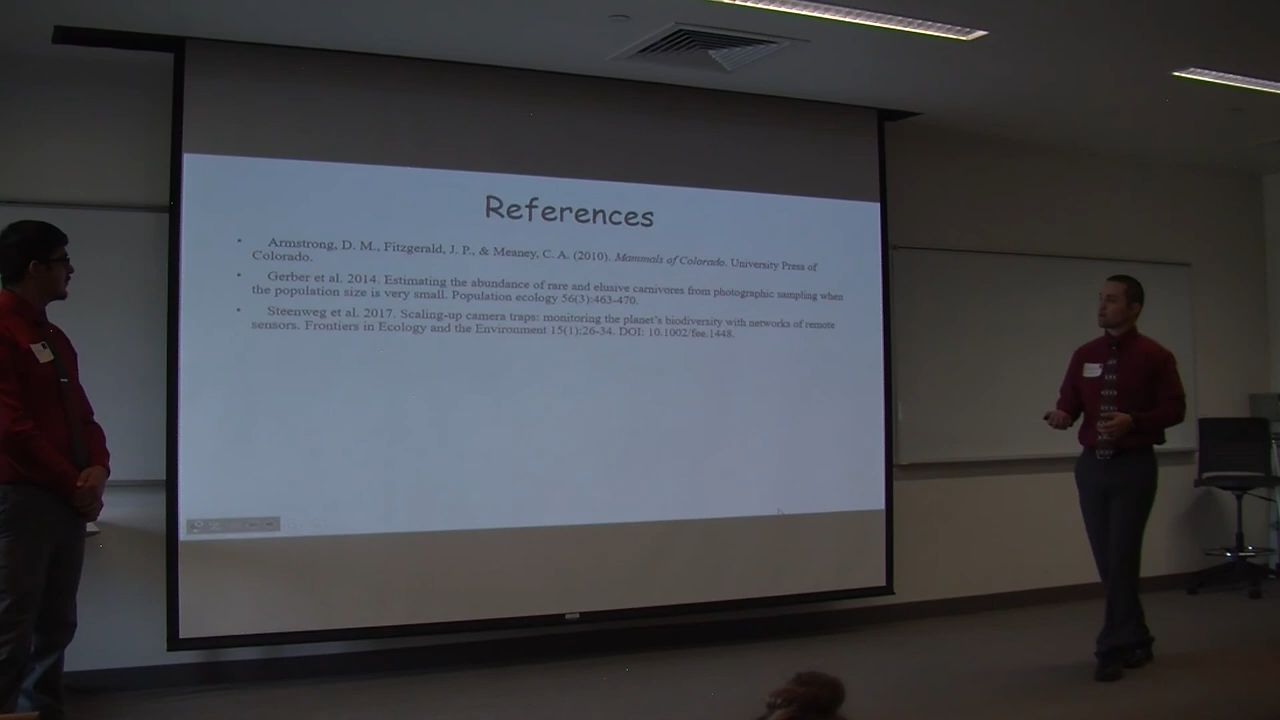 References
• Armstrong, D. M., Fitzgerald, J. P., & Meaney, C. A. (2010). Mammals of Colorado. University Press of
Colorado.
• Gerber et al. 2014. Estimating the abundance of rare and elusive carnivores from photographic sampling when
the population size is very small. Population ecology 56(3):463-470.
• Steenweg et al. 2017. Scaling-up camera traps: monitoring the planet's biodiversity with networks of remote
sensors. Frontiers in Ecology and the Environment 15(1):26-34. DOI: 10.1002/fee.1448.